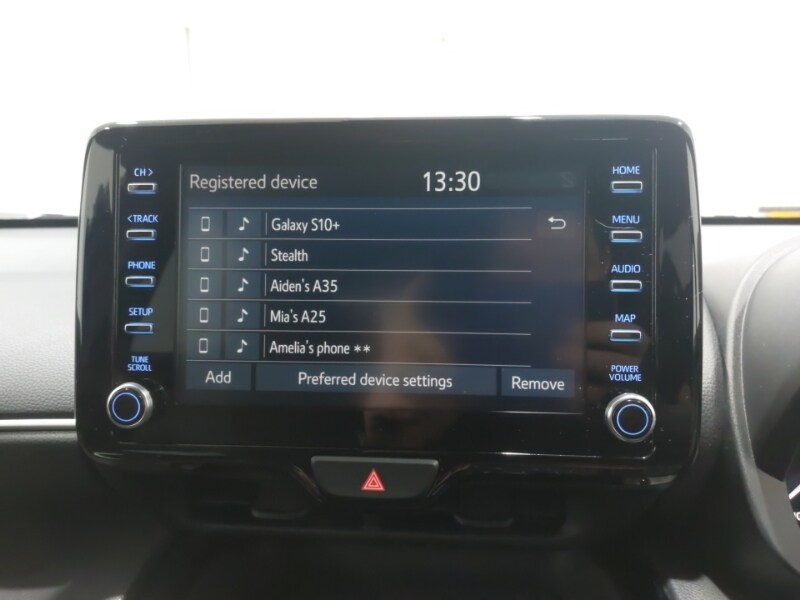 Registered device 13:30
Galaxy S10+
Stealth
Aiden's A35
Mia's A25
Amelia's phone **
Add Preferred device settings Remove
CH >
< TRACK
PHONE
SETUP
TUNE
SCROLL
HOME
MENU
AUDIO
MAP
POWER
VOLUME